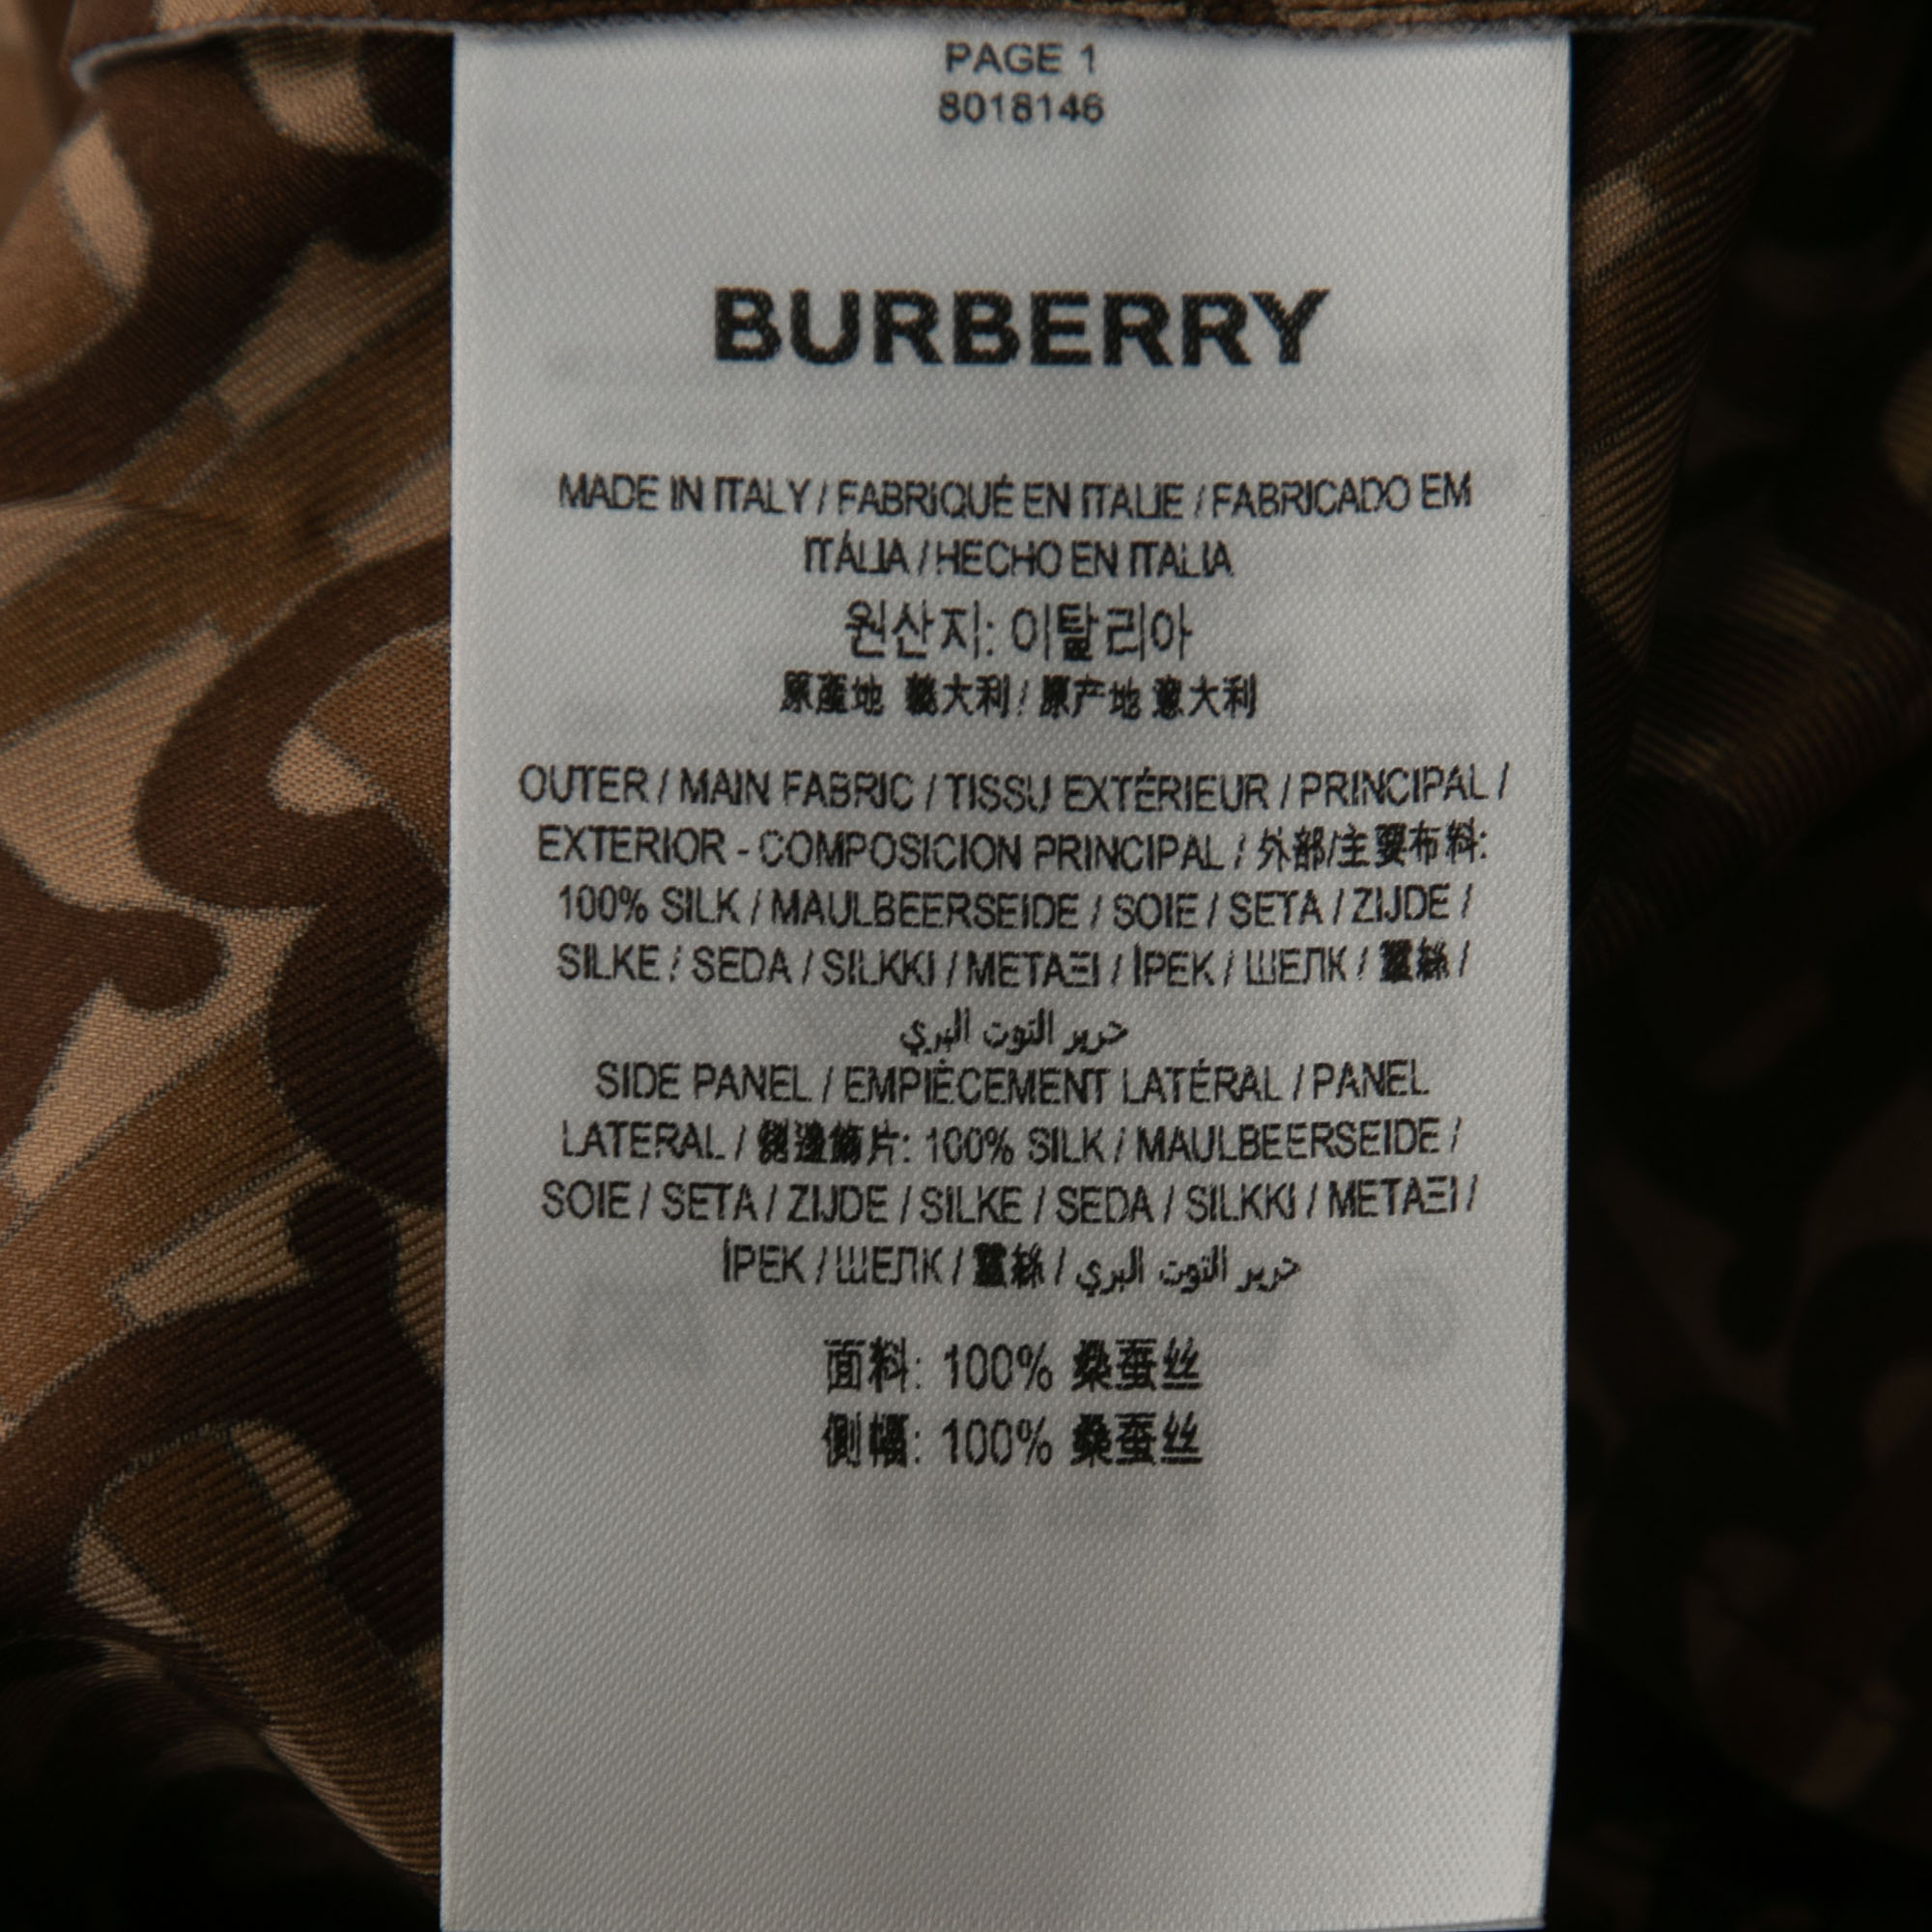 PAGE 1
8018146
BURBERRY
MADE IN ITALY / FABRIQUÉ EN ITALIE / FABRICADO EM
ITÁLIA / HECHO EN ITALIA
원산지: 이탈리아
原產地 義大利 / 原产地 意大利
OUTER / MAIN FABRIC / TISSU EXTÉRIEUR / PRINCIPAL /
EXTERIOR - COMPOSICION PRINCIPAL / 外部/主要布料:
100% SILK / MAULBEERSEIDE / SOIE / SETA / ZIJDE /
SILKE / SEDA / SILKKI / ΜΕΤΑΞΙ / İPEK / ШЕЛК / 蠶絲 /
حرير التوت البري
SIDE PANEL / EMPIÈCEMENT LATÉRAL / PANEL
LATERAL / 側邊飾片: 100% SILK / MAULBEERSEIDE /
SOIE / SETA / ZIJDE / SILKE / SEDA / SILKKI / ΜΕΤΑΞΙ /
İPEK / ШЕЛК / 蠶絲 / حرير التوت البري
面料: 100% 桑蚕丝
侧幅: 100% 桑蚕丝